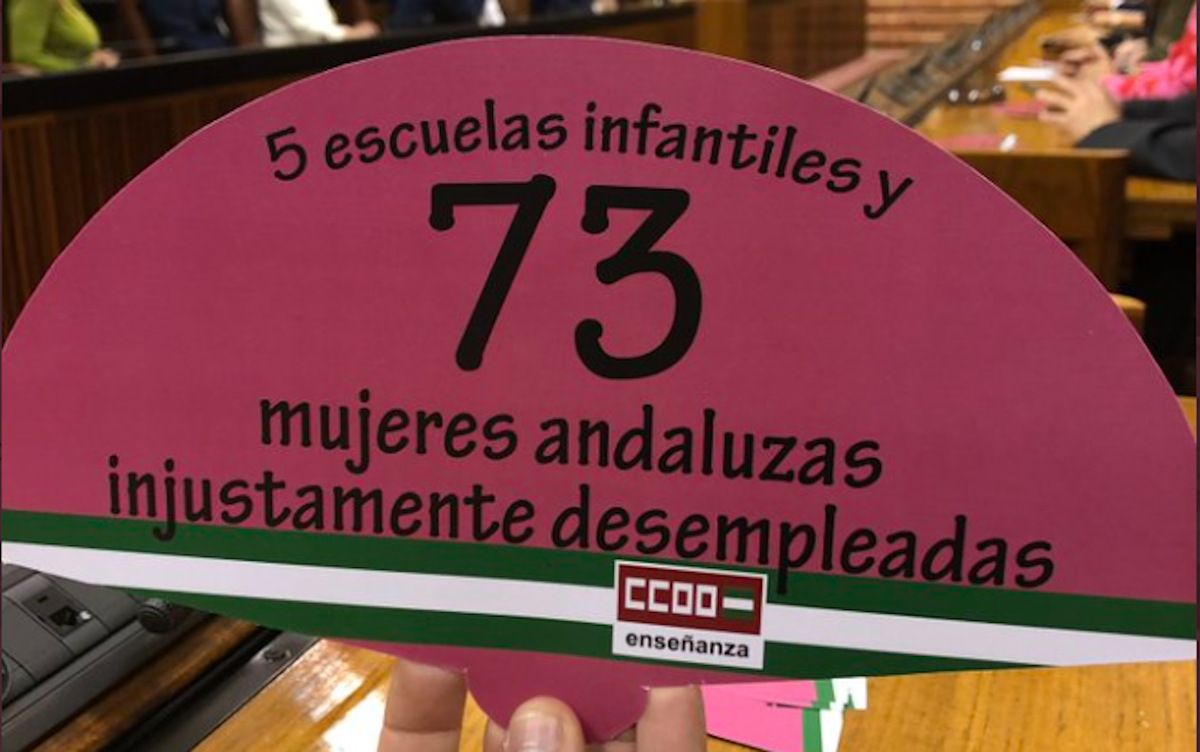 5 escuelas infantiles y
73
mujeres andaluzas
injustamente desempleadas
CCOO
enseñanza